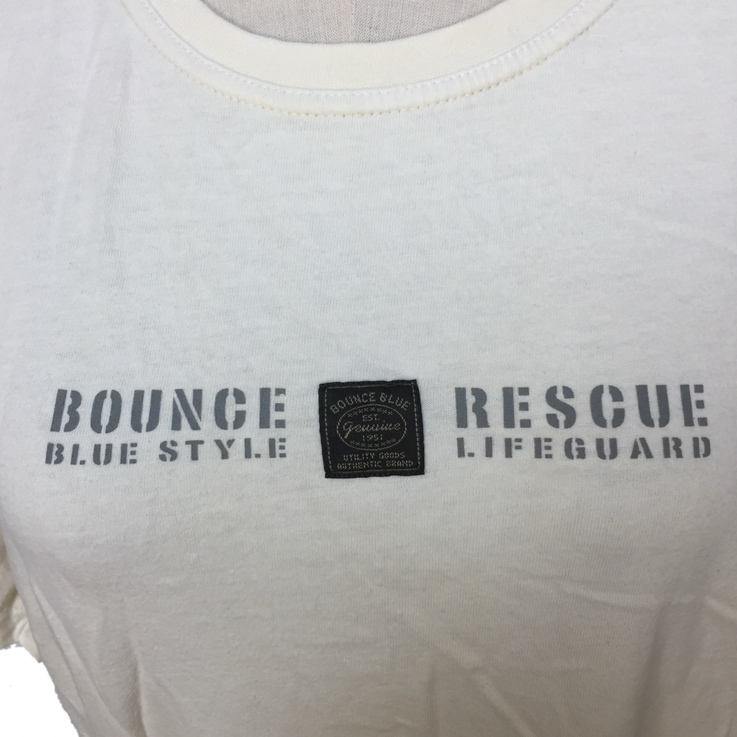 BOUNCE
BLUE STYLE
BOUNCE BLUE
EST.
Genuine
1951
UTILITY GOODS
AUTHENTIC BRAND
RESCUE
LIFEGUARD